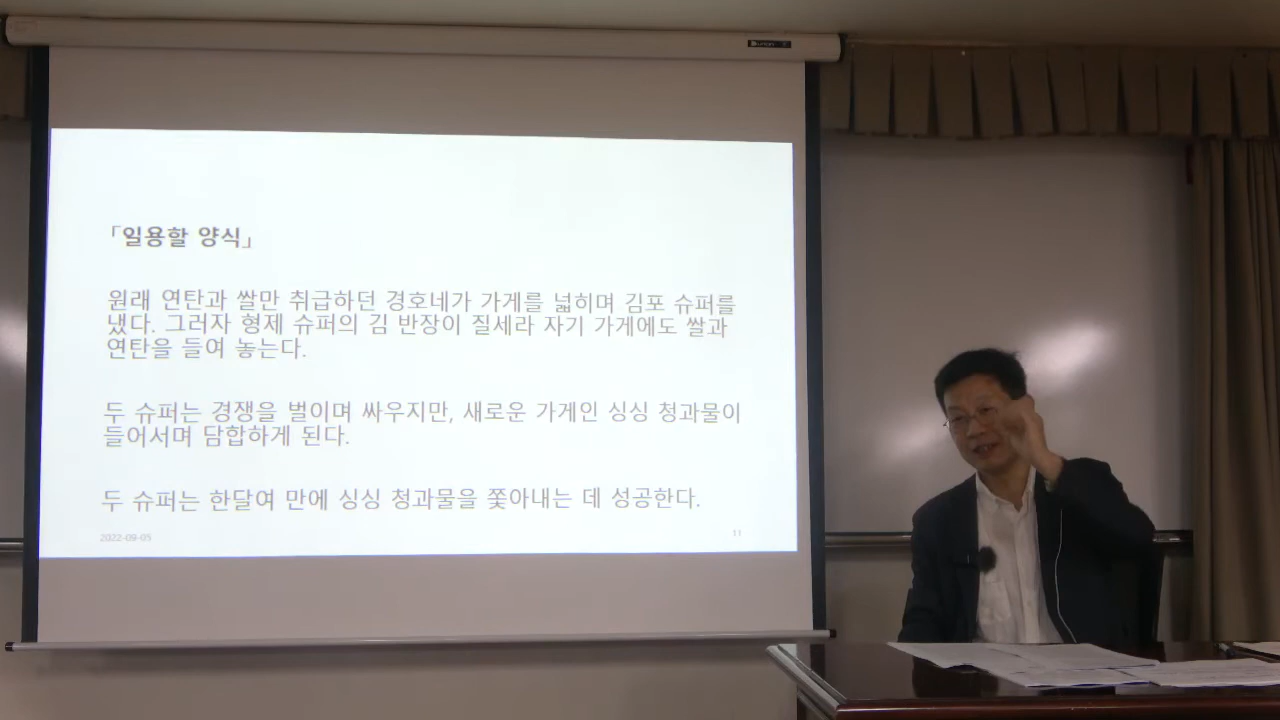 「일용할 양식」
원래 연탄과 쌀만 취급하던 경호네가 가게를 넓히며 김포 슈퍼를
냈다. 그러자 형제 슈퍼의 김 반장이 질세라 자기 가게에도 쌀과
연탄을 들여 놓는다.
두 슈퍼는 경쟁을 벌이며 싸우지만, 새로운 가게인 싱싱 청과물이
들어서며 담합하게 된다.
두 슈퍼는 한달여 만에 싱싱 청과물을 쫓아내는 데 성공한다.
2022-09-05
11